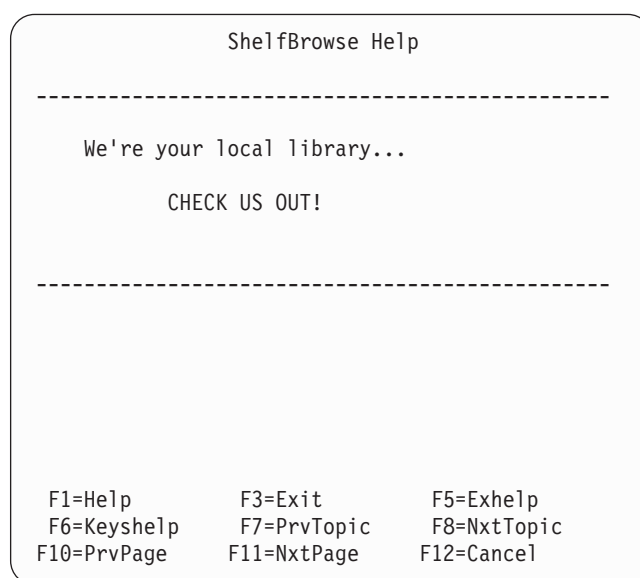 ShelfBrowse Help
------------------------------------------------
We're your local library...
CHECK US OUT!
------------------------------------------------
F1=Help F3=Exit F5=Exhelp
F6=Keyshelp F7=PrvTopic F8=NxtTopic
F10=PrvPage F11=NxtPage F12=Cancel